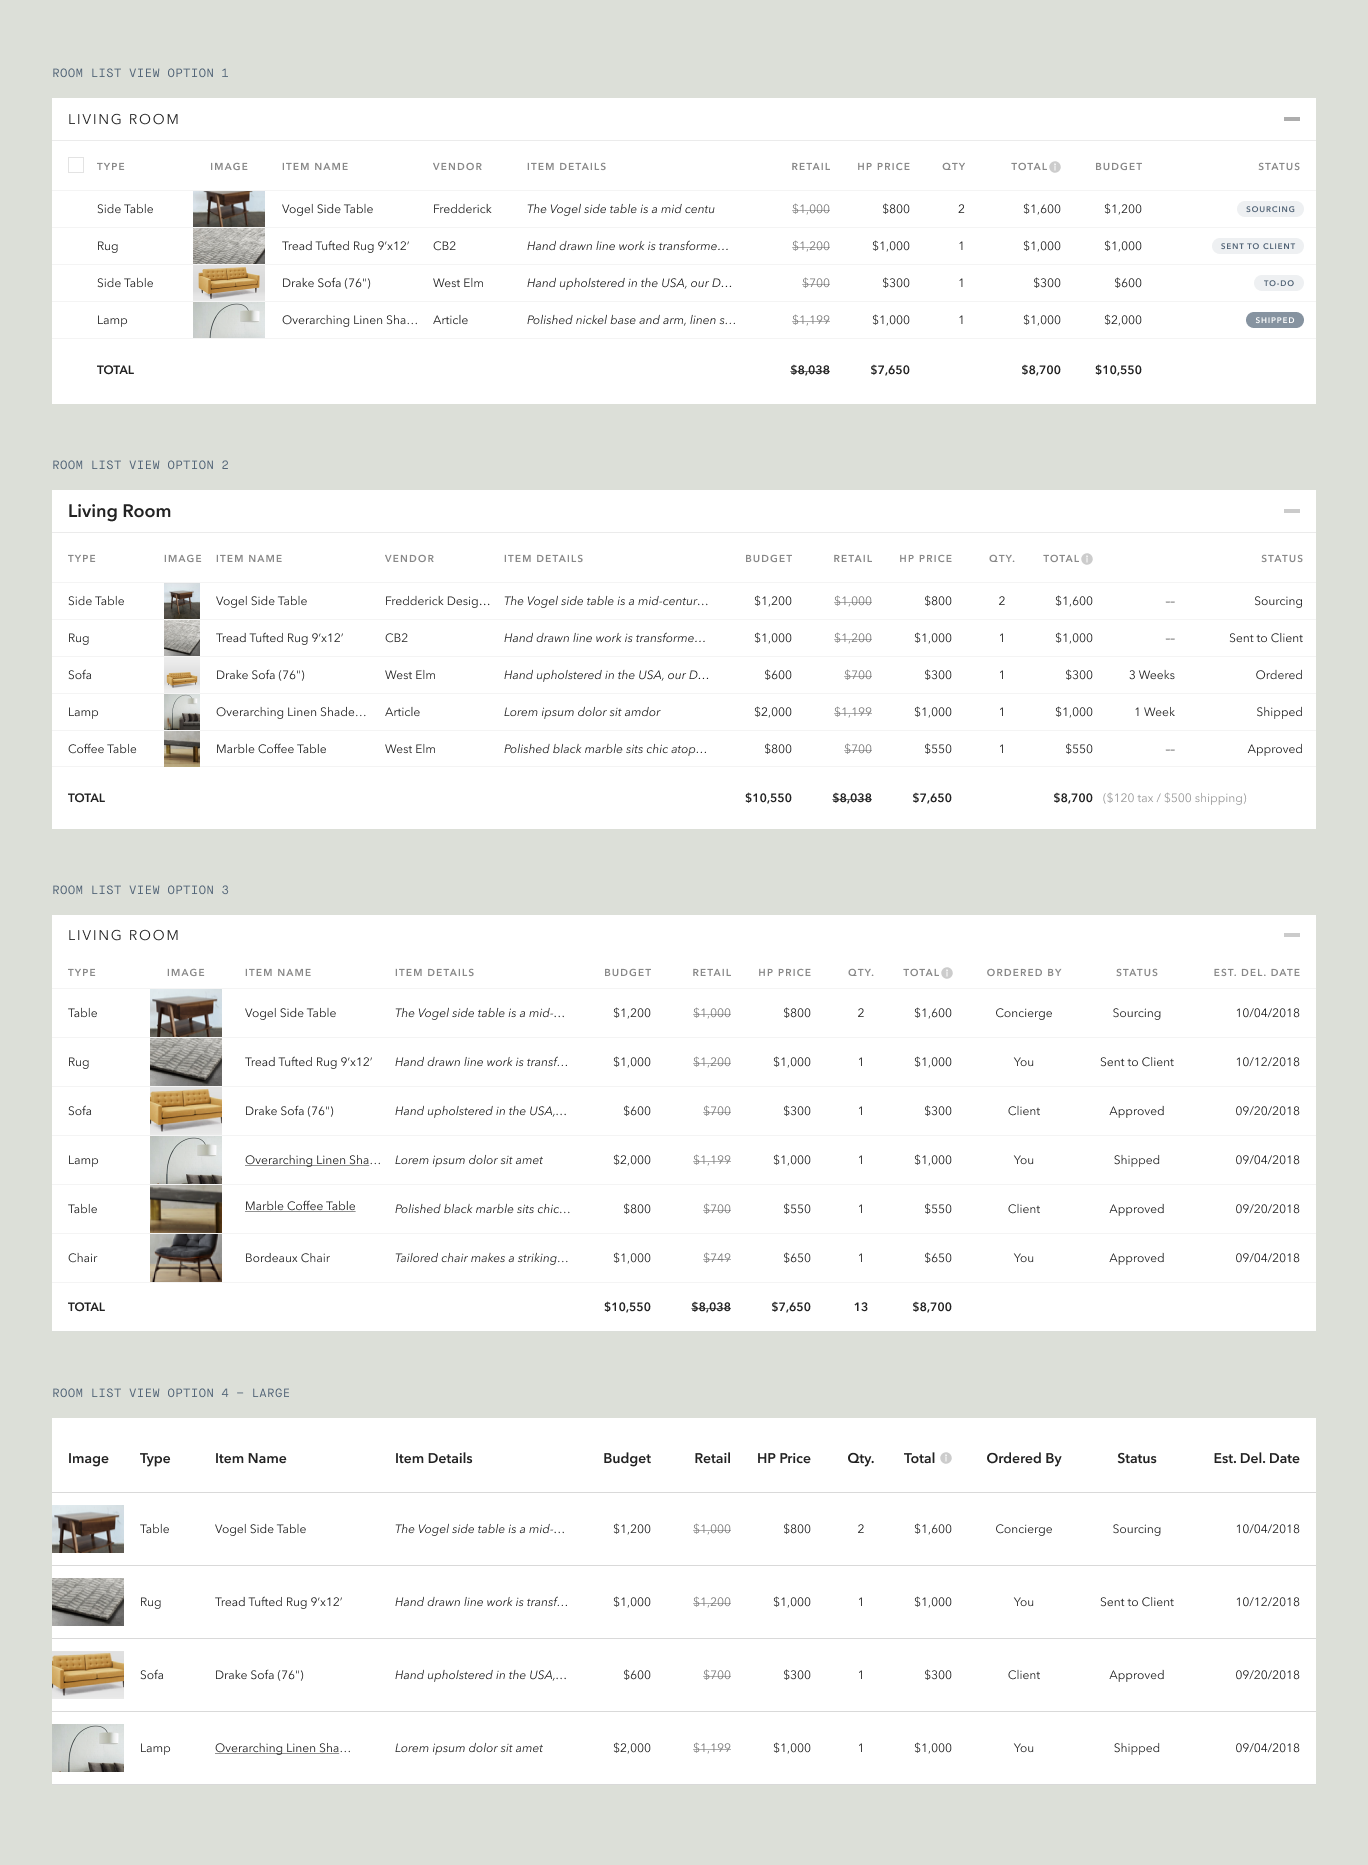 ROOM LIST VIEW OPTION 1
LIVING ROOM
TYPE IMAGE ITEM NAME VENDOR ITEM DETAILS RETAIL HP PRICE QTY TOTAL BUDGET STATUS
Side Table Vogel Side Table Fredderick The Vogel side table is a mid centu $1,000 $800 2 $1,600 $1,200 SOURCING
Rug Tread Tufted Rug 9’x12’ CB2 Hand drawn line work is transforme… $1,200 $1,000 1 $1,000 $1,000 SENT TO CLIENT
Side Table Drake Sofa (76") West Elm Hand upholstered in the USA, our D… $700 $300 1 $300 $600 TO-DO
Lamp Overarching Linen Sha… Article Polished nickel base and arm, linen s… $1,199 $1,000 1 $1,000 $2,000 SHIPPED
TOTAL $8,038 $7,650 $8,700 $10,550
ROOM LIST VIEW OPTION 2
Living Room
TYPE IMAGE ITEM NAME VENDOR ITEM DETAILS BUDGET RETAIL HP PRICE QTY. TOTAL STATUS
Side Table Vogel Side Table Fredderick Desig… The Vogel side table is a mid-centur… $1,200 $1,000 $800 2 $1,600 –– Sourcing
Rug Tread Tufted Rug 9’x12’ CB2 Hand drawn line work is transforme… $1,000 $1,200 $1,000 1 $1,000 –– Sent to Client
Sofa Drake Sofa (76") West Elm Hand upholstered in the USA, our D… $600 $700 $300 1 $300 3 Weeks Ordered
Lamp Overarching Linen Shade… Article Lorem ipsum dolor sit amdor $2,000 $1,199 $1,000 1 $1,000 1 Week Shipped
Coffee Table Marble Coffee Table West Elm Polished black marble sits chic atop… $800 $700 $550 1 $550 –– Approved
TOTAL $10,550 $8,038 $7,650 $8,700 ($120 tax / $500 shipping)
ROOM LIST VIEW OPTION 3
LIVING ROOM
TYPE IMAGE ITEM NAME ITEM DETAILS BUDGET RETAIL HP PRICE QTY. TOTAL ORDERED BY STATUS EST. DEL. DATE
Table Vogel Side Table The Vogel side table is a mid-… $1,200 $1,000 $800 2 $1,600 Concierge Sourcing 10/04/2018
Rug Tread Tufted Rug 9’x12’ Hand drawn line work is transf… $1,000 $1,200 $1,000 1 $1,000 You Sent to Client 10/12/2018
Sofa Drake Sofa (76") Hand upholstered in the USA,… $600 $700 $300 1 $300 Client Approved 09/20/2018
Lamp Overarching Linen Sha… Lorem ipsum dolor sit amet $2,000 $1,199 $1,000 1 $1,000 You Shipped 09/04/2018
Table Marble Coffee Table Polished black marble sits chic… $800 $700 $550 1 $550 Client Approved 09/20/2018
Chair Bordeaux Chair Tailored chair makes a striking… $1,000 $749 $650 1 $650 You Approved 09/04/2018
TOTAL $10,550 $8,038 $7,650 13 $8,700
ROOM LIST VIEW OPTION 4 – LARGE
Image Type Item Name Item Details Budget Retail HP Price Qty. Total Ordered By Status Est. Del. Date
Table Vogel Side Table The Vogel side table is a mid-… $1,200 $1,000 $800 2 $1,600 Concierge Sourcing 10/04/2018
Rug Tread Tufted Rug 9’x12’ Hand drawn line work is transf… $1,000 $1,200 $1,000 1 $1,000 You Sent to Client 10/12/2018
Sofa Drake Sofa (76") Hand upholstered in the USA,… $600 $700 $300 1 $300 Client Approved 09/20/2018
Lamp Overarching Linen Sha… Lorem ipsum dolor sit amet $2,000 $1,199 $1,000 1 $1,000 You Shipped 09/04/2018